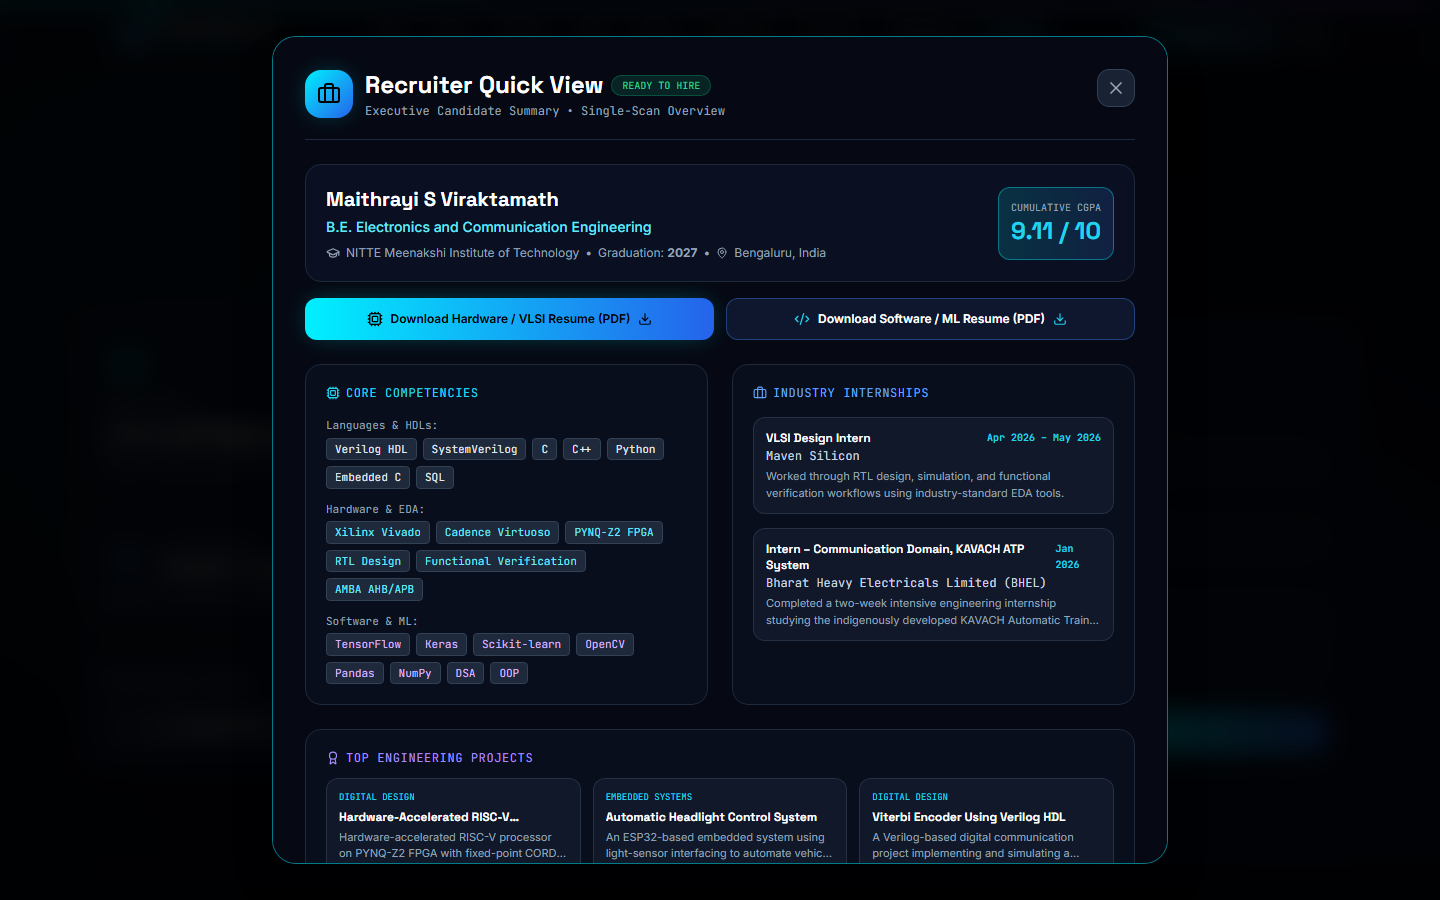 Recruiter Quick View READY TO HIRE
Executive Candidate Summary • Single-Scan Overview
Maithrayi S Viraktamath
B.E. Electronics and Communication Engineering
NITTE Meenakshi Institute of Technology • Graduation: 2027 • Bengaluru, India
CUMULATIVE CGPA
9.11 / 10
Download Hardware / VLSI Resume (PDF)
Download Software / ML Resume (PDF)
CORE COMPETENCIES
Languages & HDLs:
Verilog HDL SystemVerilog C C++ Python
Embedded C SQL
Hardware & EDA:
Xilinx Vivado Cadence Virtuoso PYNQ-Z2 FPGA
RTL Design Functional Verification
AMBA AHB/APB
Software & ML:
TensorFlow Keras Scikit-learn OpenCV
Pandas NumPy DSA OOP
INDUSTRY INTERNSHIPS
VLSI Design Intern Apr 2026 – May 2026
Maven Silicon
Worked through RTL design, simulation, and functional
verification workflows using industry-standard EDA tools.
Intern – Communication Domain, KAVACH ATP Jan
System 2026
Bharat Heavy Electricals Limited (BHEL)
Completed a two-week intensive engineering internship
studying the indigenously developed KAVACH Automatic Train...
TOP ENGINEERING PROJECTS
DIGITAL DESIGN
Hardware-Accelerated RISC-V...
Hardware-accelerated RISC-V processor
on PYNQ-Z2 FPGA with fixed-point CORD...
EMBEDDED SYSTEMS
Automatic Headlight Control System
An ESP32-based embedded system using
light-sensor interfacing to automate vehic...
DIGITAL DESIGN
Viterbi Encoder Using Verilog HDL
A Verilog-based digital communication
project implementing and simulating a...